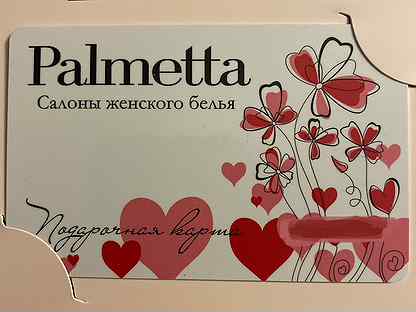 Palmetta
Салоны женского белья
Подарочная карта